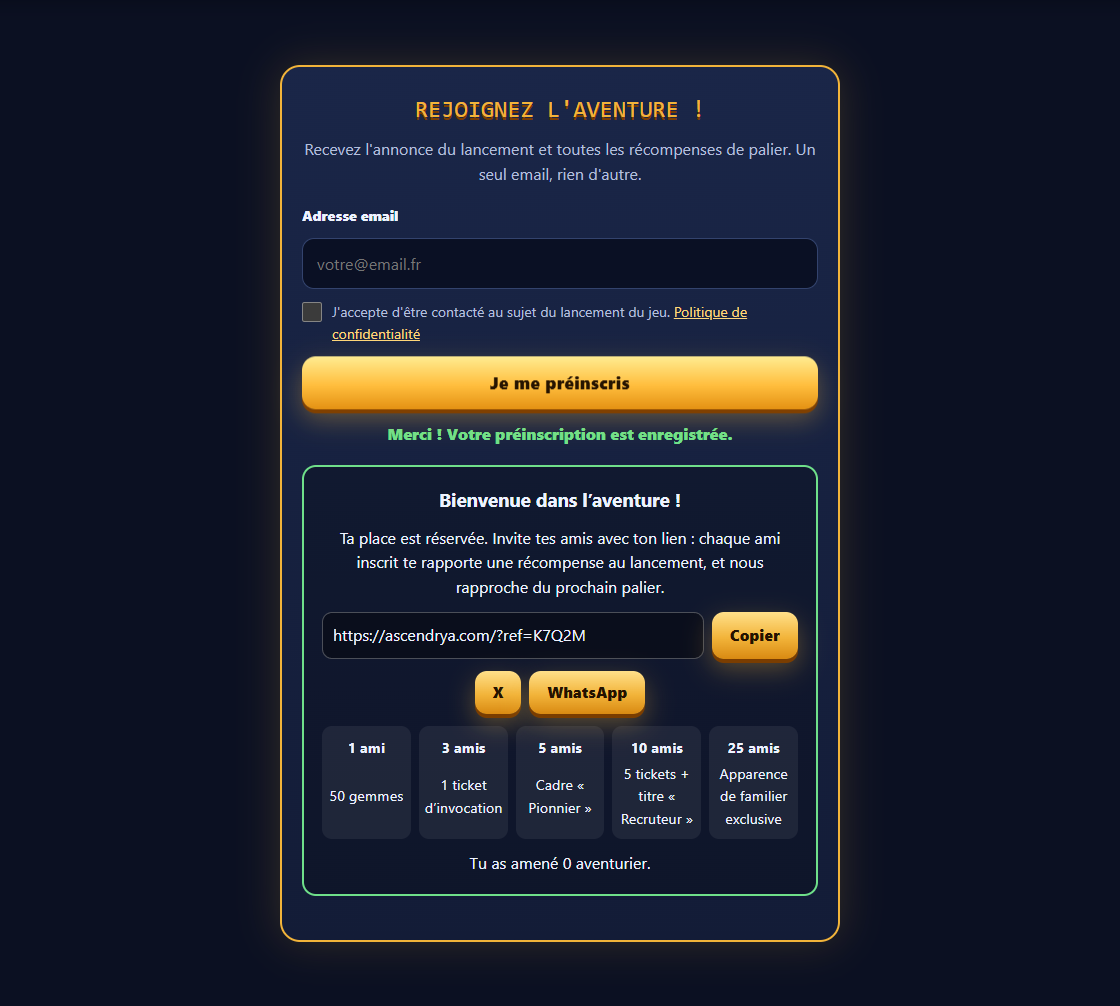 REJOIGNEZ L'AVENTURE !
Recevez l'annonce du lancement et toutes les récompenses de palier. Un
seul email, rien d'autre.
Adresse email
votre@email.fr
J'accepte d'être contacté au sujet du lancement du jeu. Politique de
confidentialité
Je me préinscris
Merci ! Votre préinscription est enregistrée.
Bienvenue dans l’aventure !
Ta place est réservée. Invite tes amis avec ton lien : chaque ami
inscrit te rapporte une récompense au lancement, et nous
rapproche du prochain palier.
https://ascendrya.com/?ref=K7Q2M
Copier
X
WhatsApp
1 ami
50 gemmes
3 amis
1 ticket
d’invocation
5 amis
Cadre «
Pionnier »
10 amis
5 tickets +
titre «
Recruteur »
25 amis
Apparence
de familier
exclusive
Tu as amené 0 aventurier.